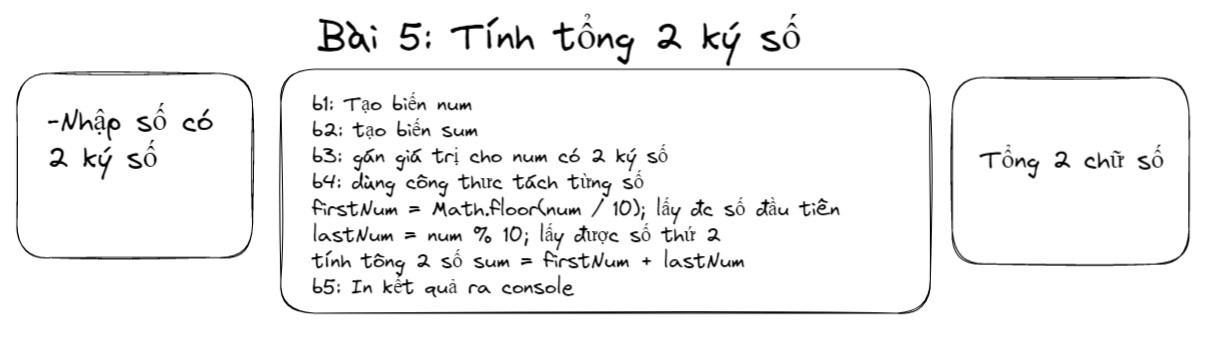 Bài 5: Tính tổng 2 ký số
-Nhập số có
2 ký số
b1: Tạo biến num
b2: tạo biến sum
b3: gán giá trị cho num có 2 ký số
b4: dùng công thưc tách từng số
firstNum = Math.floor(num / 10); lấy đc số đầu tiên
lastNum = num % 10; lấy được số thứ 2
tính tông 2 số sum = firstNum + lastNum
b5: In kết quả ra console
Tổng 2 chữ số